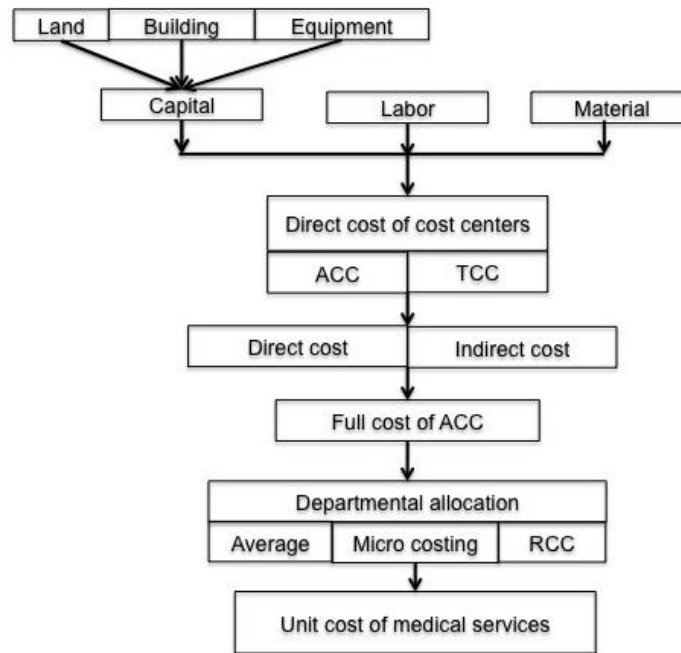 Land Building Equipment
Capital Labor Material
Direct cost of cost centers
ACC TCC
Direct cost Indirect cost
Full cost of ACC
Departmental allocation
Average Micro costing RCC
Unit cost of medical services